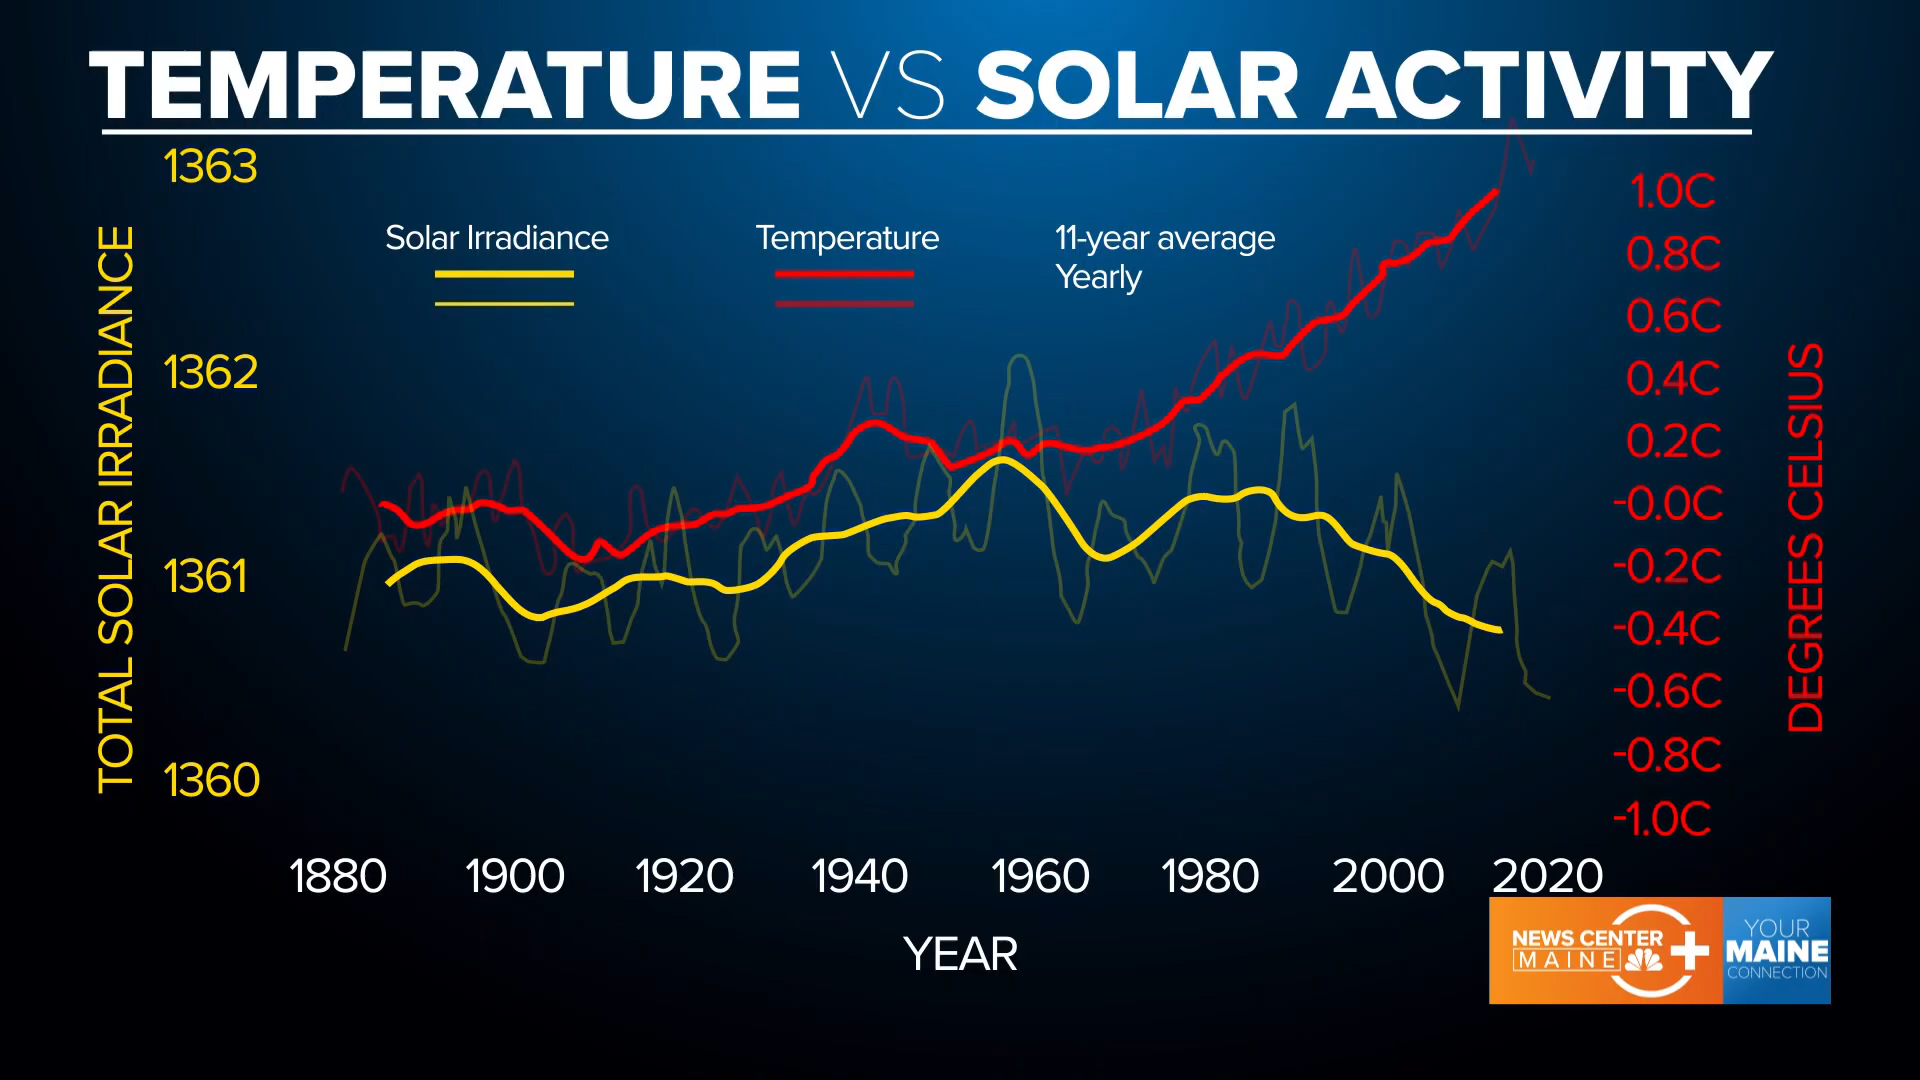 TEMPERATURE VS SOLAR ACTIVITY
1363
1362
1361
1360
TOTAL SOLAR IRRADIANCE
Solar Irradiance
Temperature
11-year average
Yearly
1.0C
0.8C
0.6C
0.4C
0.2C
-0.0C
-0.2C
-0.4C
-0.6C
-0.8C
-1.0C
DEGREES CELSIUS
1880 1900 1920 1940 1960 1980 2000 2020
YEAR
NEWS CENTER
MAINE
+
YOUR
MAINE
CONNECTION